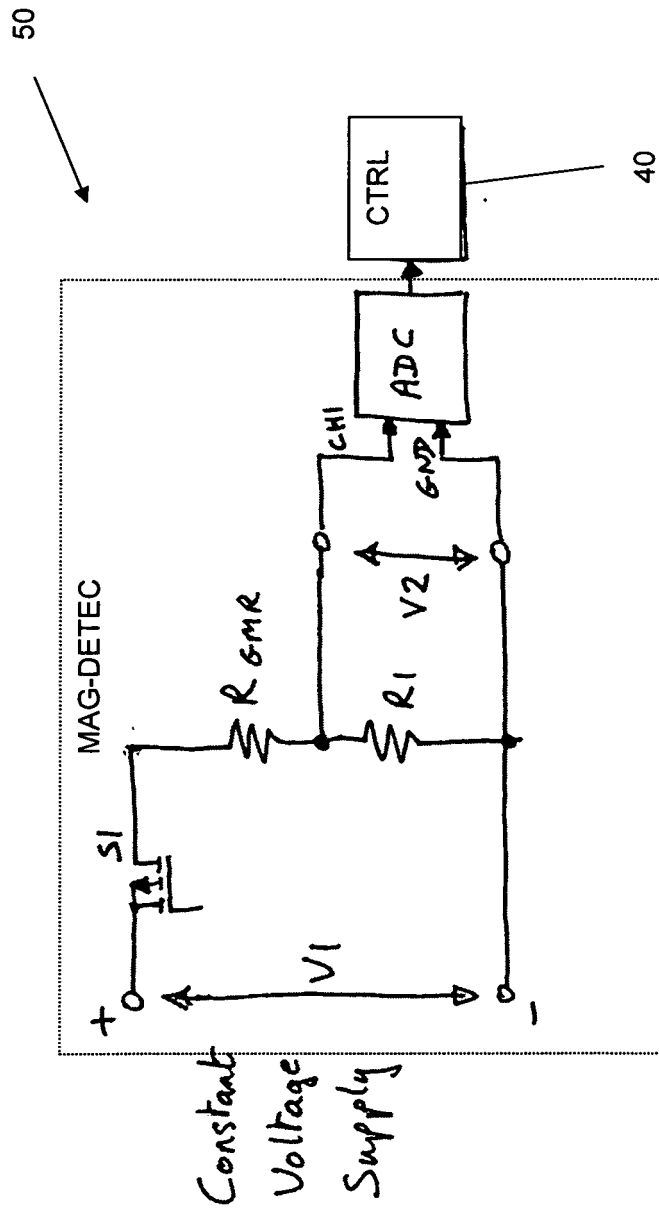 50
MAG-DETEC
Constant
Voltage
Supply
+
V1
-
S1
R GMR
R1
V2
CH1
GND
ADC
CTRL
40